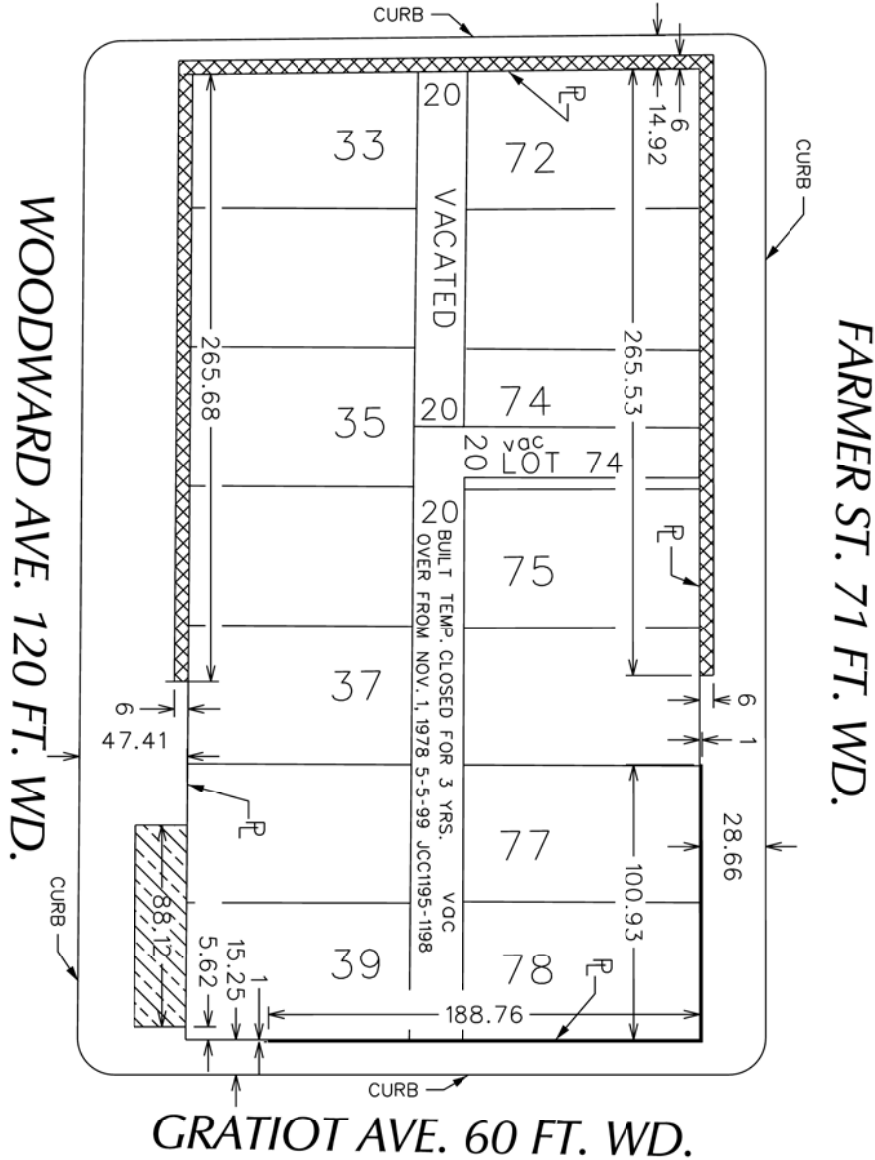 CURB
6
14.92
CURB
PL
20
33
72
VACATED
WOODWARD AVE. 120 FT. WD.
FARMER ST. 71 FT. WD.
265.68
265.53
35
20
74
20
vac
LOT 74
20
PL
75
BUILT TEMP. CLOSED FOR 3 YRS. vac
OVER FROM NOV. 1, 1978 5-5-99 JCC1195-1198
37
6
6
47.41
1
PL
28.66
77
100.93
88.12
CURB
5.62
15.25
1
39
78
PL
188.76
CURB
GRATIOT AVE. 60 FT. WD.